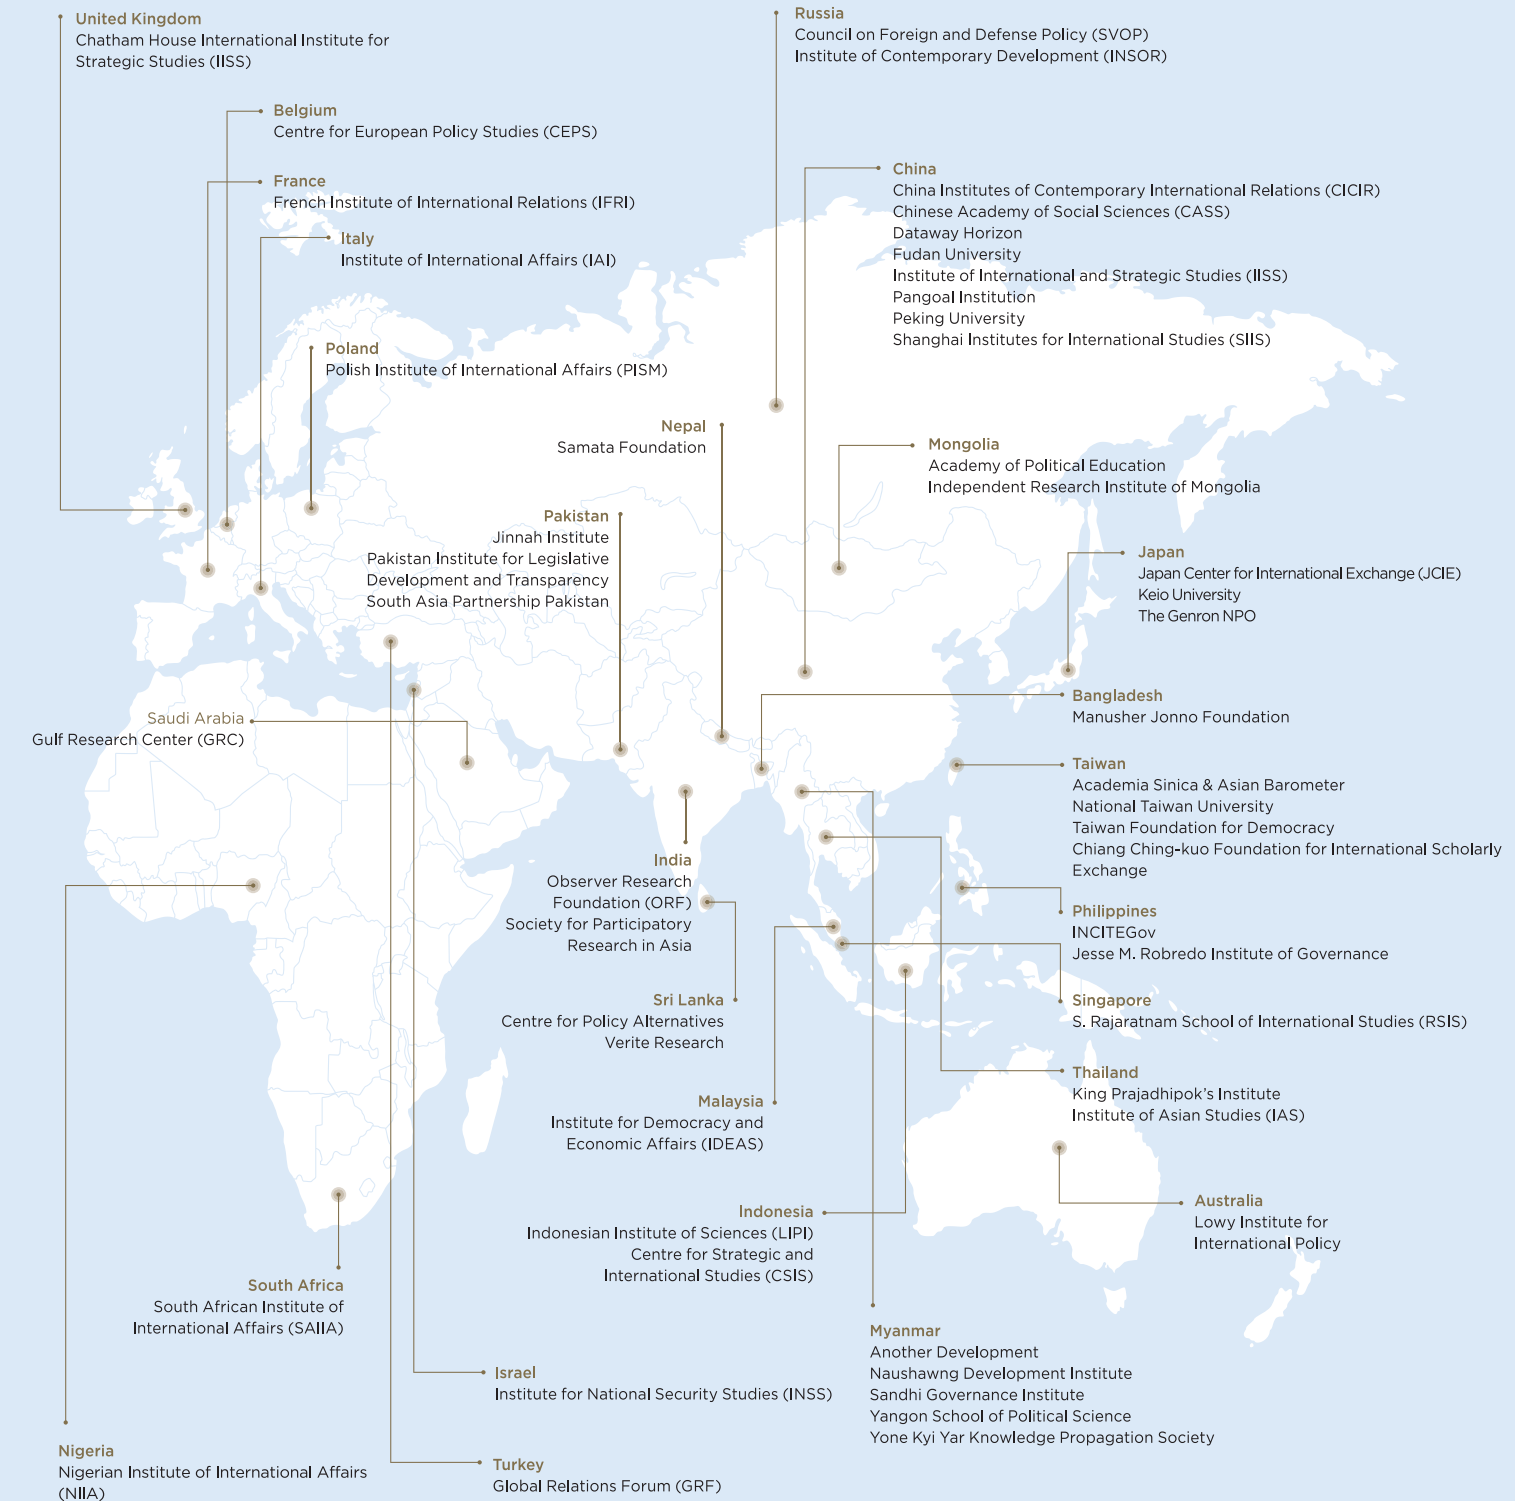 United Kingdom
Chatham House International Institute for
Strategic Studies (IISS)
Russia
Council on Foreign and Defense Policy (SVOP)
Institute of Contemporary Development (INSOR)
Belgium
Centre for European Policy Studies (CEPS)
France
French Institute of International Relations (IFRI)
Italy
Institute of International Affairs (IAI)
China
China Institutes of Contemporary International Relations (CICIR)
Chinese Academy of Social Sciences (CASS)
Dataway Horizon
Fudan University
Institute of International and Strategic Studies (IISS)
Pangoal Institution
Peking University
Shanghai Institutes for International Studies (SIIS)
Poland
Polish Institute of International Affairs (PISM)
Nepal
Samata Foundation
Mongolia
Academy of Political Education
Independent Research Institute of Mongolia
Pakistan
Jinnah Institute
Pakistan Institute for Legislative
Development and Transparency
South Asia Partnership Pakistan
Japan
Japan Center for International Exchange (JCIE)
Keio University
The Genron NPO
Saudi Arabia
Gulf Research Center (GRC)
Bangladesh
Manusher Jonno Foundation
Taiwan
Academia Sinica & Asian Barometer
National Taiwan University
Taiwan Foundation for Democracy
Chiang Ching-kuo Foundation for International Scholarly
Exchange
India
Observer Research
Foundation (ORF)
Society for Participatory
Research in Asia
Philippines
INCITEGov
Jesse M. Robredo Institute of Governance
Sri Lanka
Centre for Policy Alternatives
Verite Research
Singapore
S. Rajaratnam School of International Studies (RSIS)
Thailand
King Prajadhipok's Institute
Institute of Asian Studies (IAS)
Malaysia
Institute for Democracy and
Economic Affairs (IDEAS)
Indonesia
Indonesian Institute of Sciences (LIPI)
Centre for Strategic and
International Studies (CSIS)
Australia
Lowy Institute for
International Policy
South Africa
South African Institute of
International Affairs (SAIIA)
Myanmar
Another Development
Naushawng Development Institute
Sandhi Governance Institute
Yangon School of Political Science
Yone Kyi Yar Knowledge Propagation Society
Israel
Institute for National Security Studies (INSS)
Nigeria
Nigerian Institute of International Affairs
(NIIA)
Turkey
Global Relations Forum (GRF)